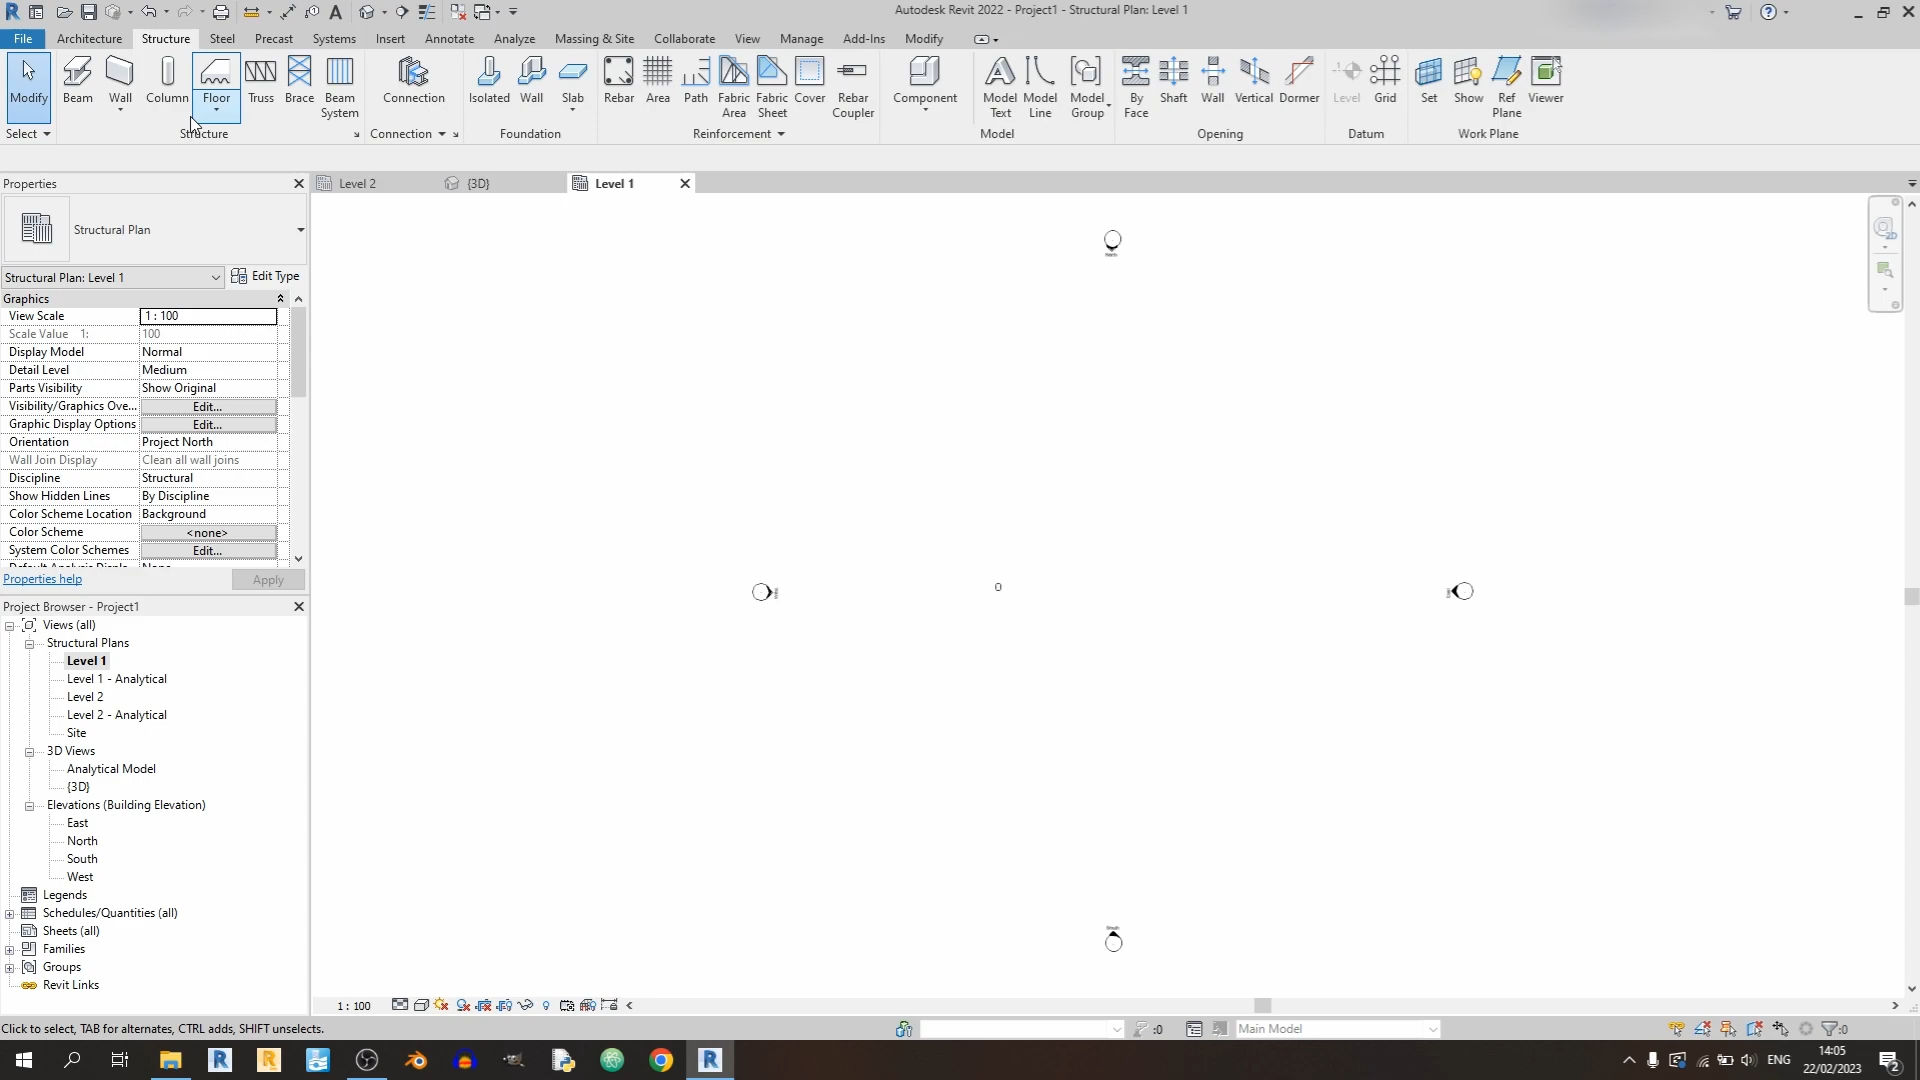 Autodesk Revit 2022 - Project1 - Structural Plan: Level 1
File Architecture Structure Steel Precast Systems Insert Annotate Analyze Massing & Site Collaborate View Manage Add-Ins Modify
Modify Beam Wall Column Floor Truss Brace Beam System Connection Isolated Wall Slab Rebar Area Path Fabric Area Fabric Sheet Cover Rebar Coupler Component Model Text Model Line Model Group By Face Shaft Wall Vertical Dormer Level Grid Set Show Ref Plane Viewer
Select Structure Connection Foundation Reinforcement Model Opening Datum Work Plane
Properties
Level 2 {3D} Level 1
Structural Plan
Structural Plan: Level 1 Edit Type
Graphics
View Scale 1 : 100
Scale Value 1: 100
Display Model Normal
Detail Level Medium
Parts Visibility Show Original
Visibility/Graphics Ove... Edit...
Graphic Display Options Edit...
Orientation Project North
Wall Join Display Clean all wall joins
Discipline Structural
Show Hidden Lines By Discipline
Color Scheme Location Background
Color Scheme <none>
System Color Schemes Edit...
Properties help Apply
Project Browser - Project1
Views (all)
Structural Plans
Level 1
Level 1 - Analytical
Level 2
Level 2 - Analytical
Site
3D Views
Analytical Model
{3D}
Elevations (Building Elevation)
East
North
South
West
Legends
Schedules/Quantities (all)
Sheets (all)
Families
Groups
Revit Links
1 : 100
Click to select, TAB for alternates, CTRL adds, SHIFT unselects.
:0
Main Model
:0
ENG
14:05
22/02/2023
2